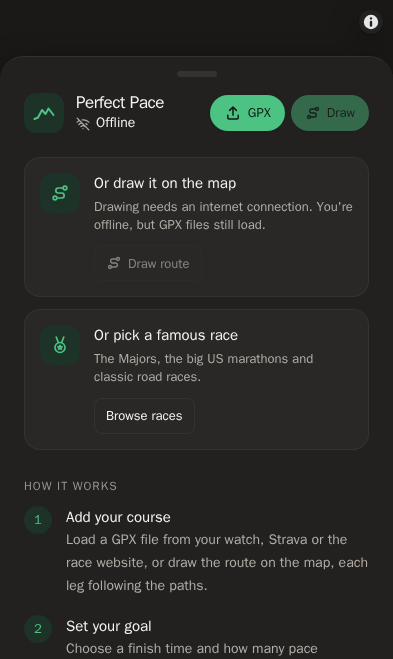 Perfect Pace
Offline
GPX
Draw
Or draw it on the map
Drawing needs an internet connection. You're
offline, but GPX files still load.
Draw route
Or pick a famous race
The Majors, the big US marathons and
classic road races.
Browse races
HOW IT WORKS
1
Add your course
Load a GPX file from your watch, Strava or the
race website, or draw the route on the map, each
leg following the paths.
2
Set your goal
Choose a finish time and how many pace